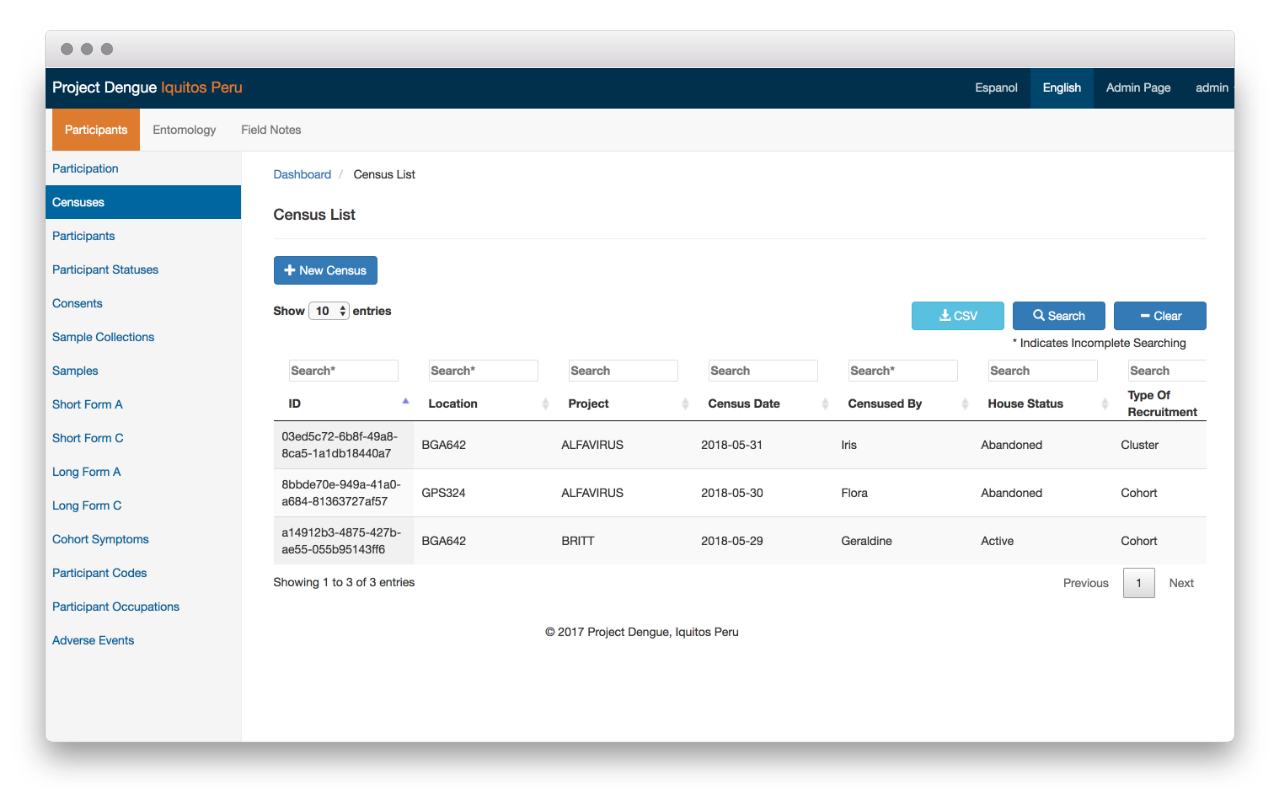 Project Dengue Iquitos Peru
Espanol English Admin Page admin
Participants Entomology Field Notes
Participation
Censuses
Participants
Participant Statuses
Consents
Sample Collections
Samples
Short Form A
Short Form C
Long Form A
Long Form C
Cohort Symptoms
Participant Codes
Participant Occupations
Adverse Events
Dashboard / Census List
Census List
New Census
Show 10 entries
CSV Search Clear
* Indicates Incomplete Searching
Search* Search* Search Search Search* Search Search
ID Location Project Census Date Censused By House Status Type Of
Recruitment
03ed5c72-6b8f-49a8-
8ca5-1a1db18440a7 BGA642 ALFAVIRUS 2018-05-31 Iris Abandoned Cluster
8bbde70e-949a-41a0-
a684-81363727af57 GPS324 ALFAVIRUS 2018-05-30 Flora Abandoned Cohort
a14912b3-4875-427b-
ae55-055b95143ff6 BGA642 BRITT 2018-05-29 Geraldine Active Cohort
Showing 1 to 3 of 3 entries
Previous 1 Next
© 2017 Project Dengue, Iquitos Peru